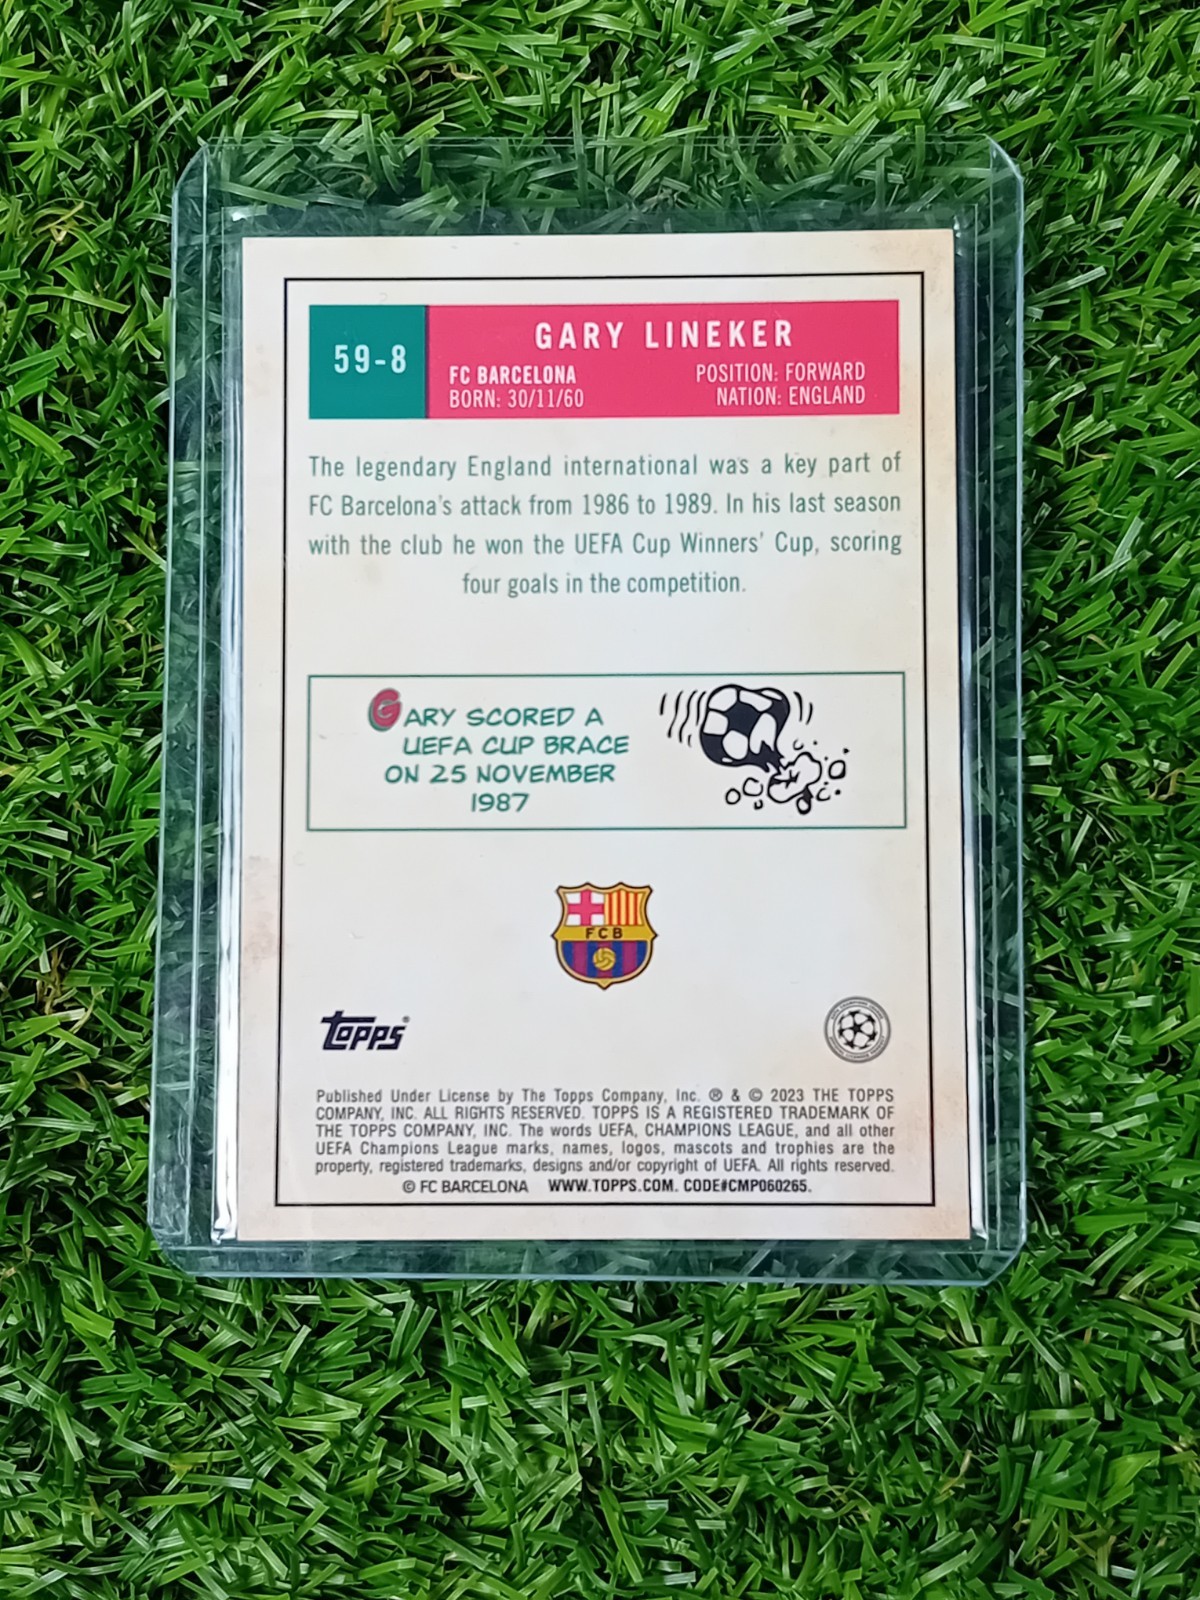 59-8
GARY LINEKER
FC BARCELONA
BORN: 30/11/60
POSITION: FORWARD
NATION: ENGLAND
The legendary England international was a key part of
FC Barcelona's attack from 1986 to 1989. In his last season
with the club he won the UEFA Cup Winners' Cup, scoring
four goals in the competition.
GARY SCORED A
UEFA CUP BRACE
ON 25 NOVEMBER
1987
FCB
topps®
Published Under License by The Topps Company, Inc. ® & © 2023 THE TOPPS
COMPANY, INC. ALL RIGHTS RESERVED. TOPPS IS A REGISTERED TRADEMARK OF
THE TOPPS COMPANY, INC. The words UEFA, CHAMPIONS LEAGUE, and all other
UEFA Champions League marks, names, logos, mascots and trophies are the
property, registered trademarks, designs and/or copyright of UEFA. All rights reserved.
© FC BARCELONA WWW.TOPPS.COM. CODE#CMP060265.